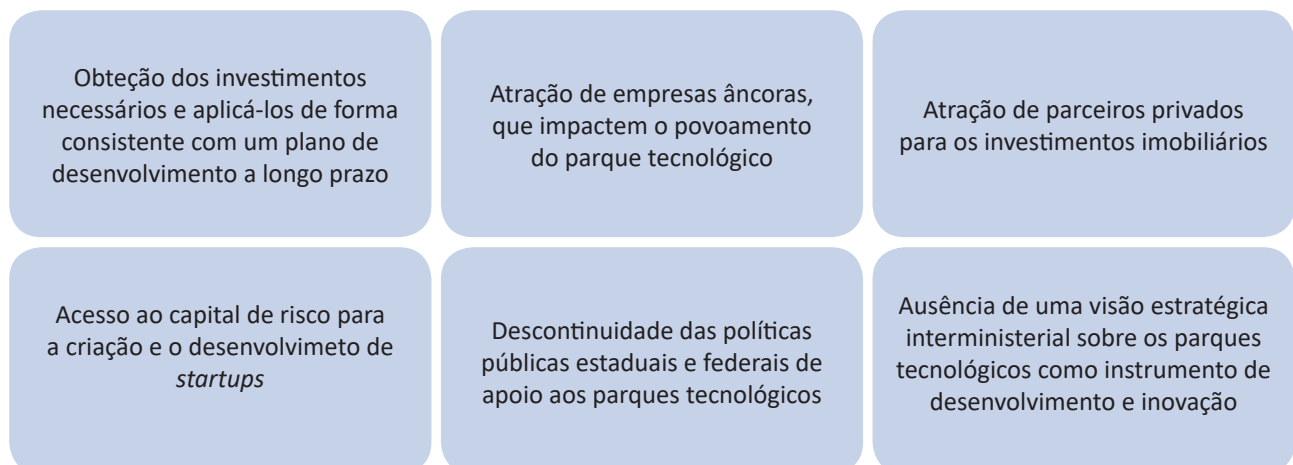 Obteção dos investimentos
necessários e aplicá-los de forma
consistente com um plano de
desenvolvimento a longo prazo
Atração de empresas âncoras,
que impactem o povoamento
do parque tecnológico
Atração de parceiros privados
para os investimentos imobiliários
Acesso ao capital de risco para
a criação e o desenvolvimeto de
startups
Descontinuidade das políticas
públicas estaduais e federais de
apoio aos parques tecnológicos
Ausência de uma visão estratégica
interministerial sobre os parques
tecnológicos como instrumento de
desenvolvimento e inovação